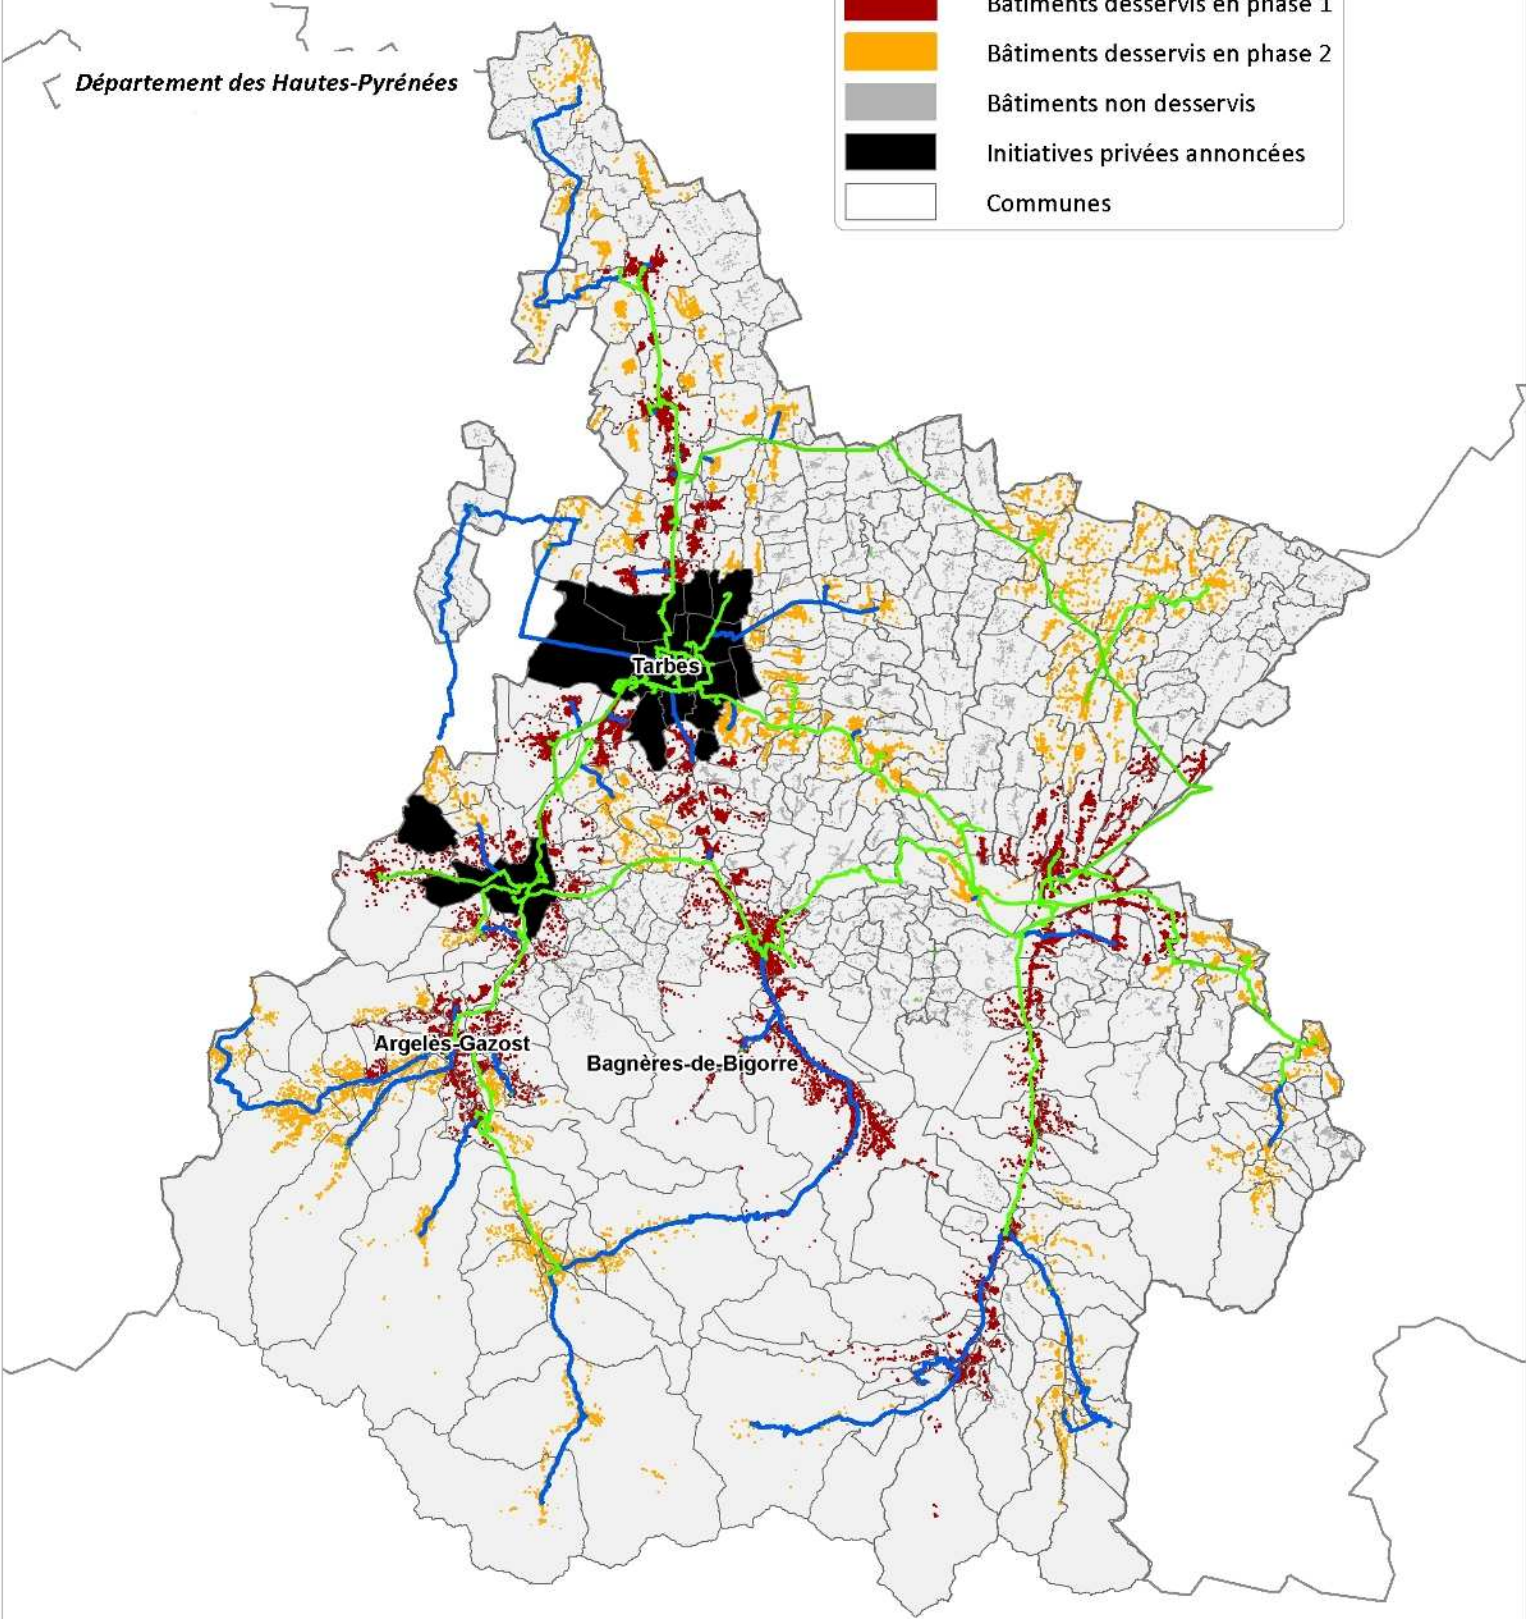 Bâtiments desservis en phase 1
Département des Hautes-Pyrénées
Bâtiments desservis en phase 2
Bâtiments non desservis
Initiatives privées annoncées
Communes
Tarbes
Argelès-Gazost
Bagnères-de-Bigorre